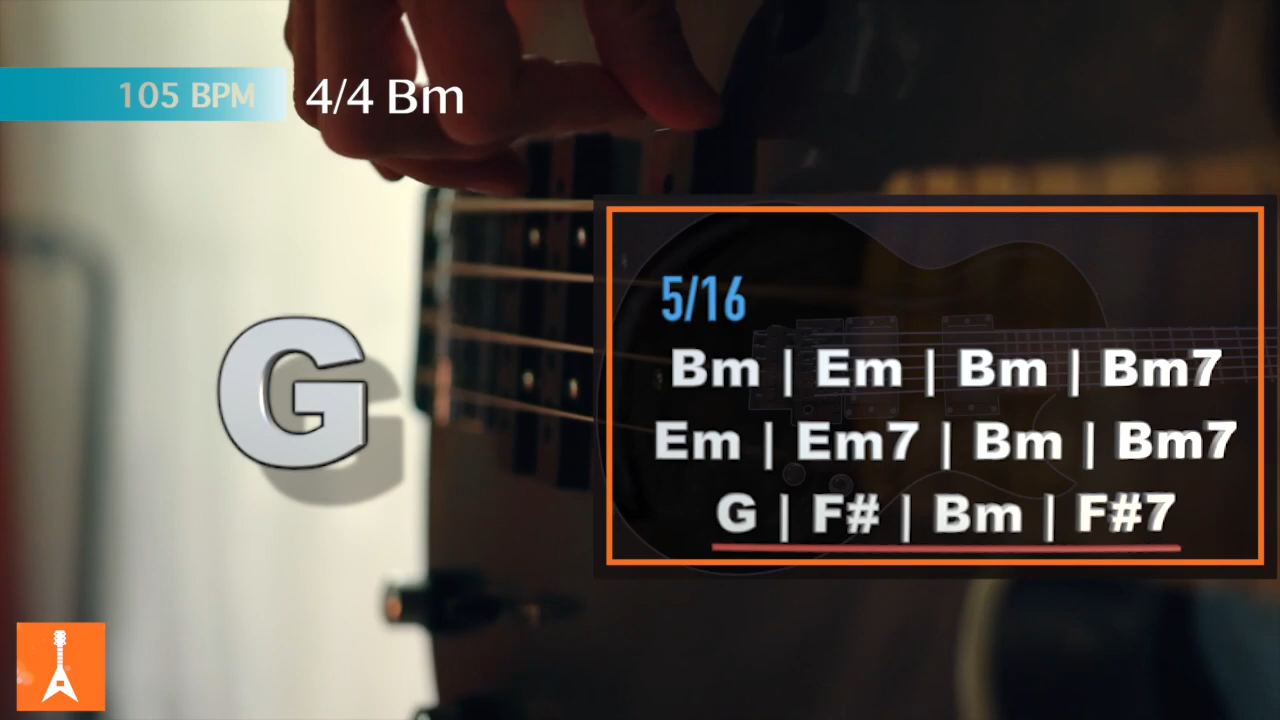 105 BPM 4/4 Bm
5/16
Bm | Em | Bm | Bm7
G
Em | Em7 | Bm | Bm7
G | F# | Bm | F#7